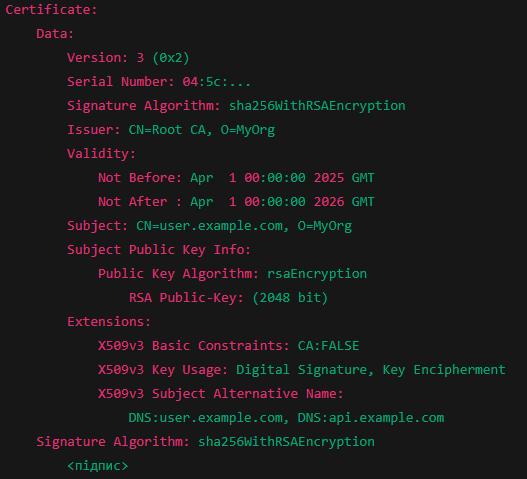 Certificate:
Data:
Version: 3 (0x2)
Serial Number: 04:5c:...
Signature Algorithm: sha256WithRSAEncryption
Issuer: CN=Root CA, O=MyOrg
Validity:
Not Before: Apr  1 00:00:00 2025 GMT
Not After : Apr  1 00:00:00 2026 GMT
Subject: CN=user.example.com, O=MyOrg
Subject Public Key Info:
Public Key Algorithm: rsaEncryption
RSA Public-Key: (2048 bit)
Extensions:
X509v3 Basic Constraints: CA:FALSE
X509v3 Key Usage: Digital Signature, Key Encipherment
X509v3 Subject Alternative Name:
DNS:user.example.com, DNS:api.example.com
Signature Algorithm: sha256WithRSAEncryption
<підпис>